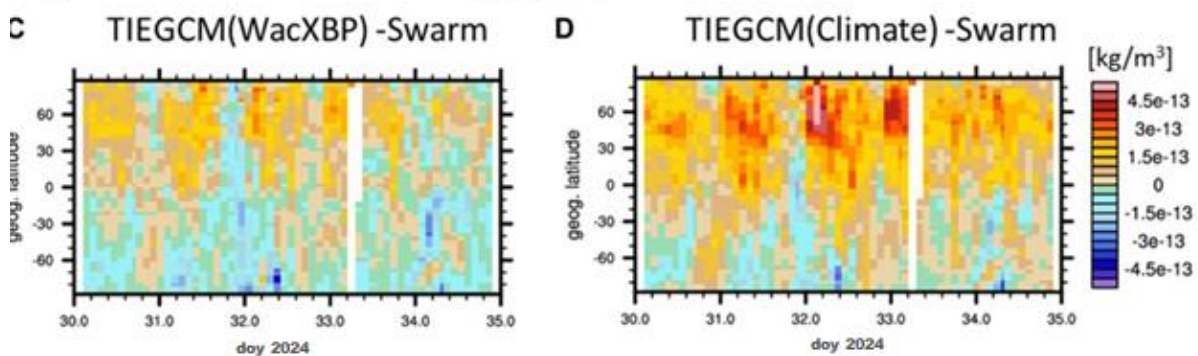 C TIEGCM(WacXBP) -Swarm
D TIEGCM(Climate) -Swarm
[kg/m³]
geog. latitude
60
30
0
-30
-60
30.0 31.0 32.0 33.0 34.0 35.0
doy 2024
geog. latitude
60
30
0
-30
-60
30.0 31.0 32.0 33.0 34.0 35.0
doy 2024
4.5e-13
3e-13
1.5e-13
0
-1.5e-13
-3e-13
-4.5e-13